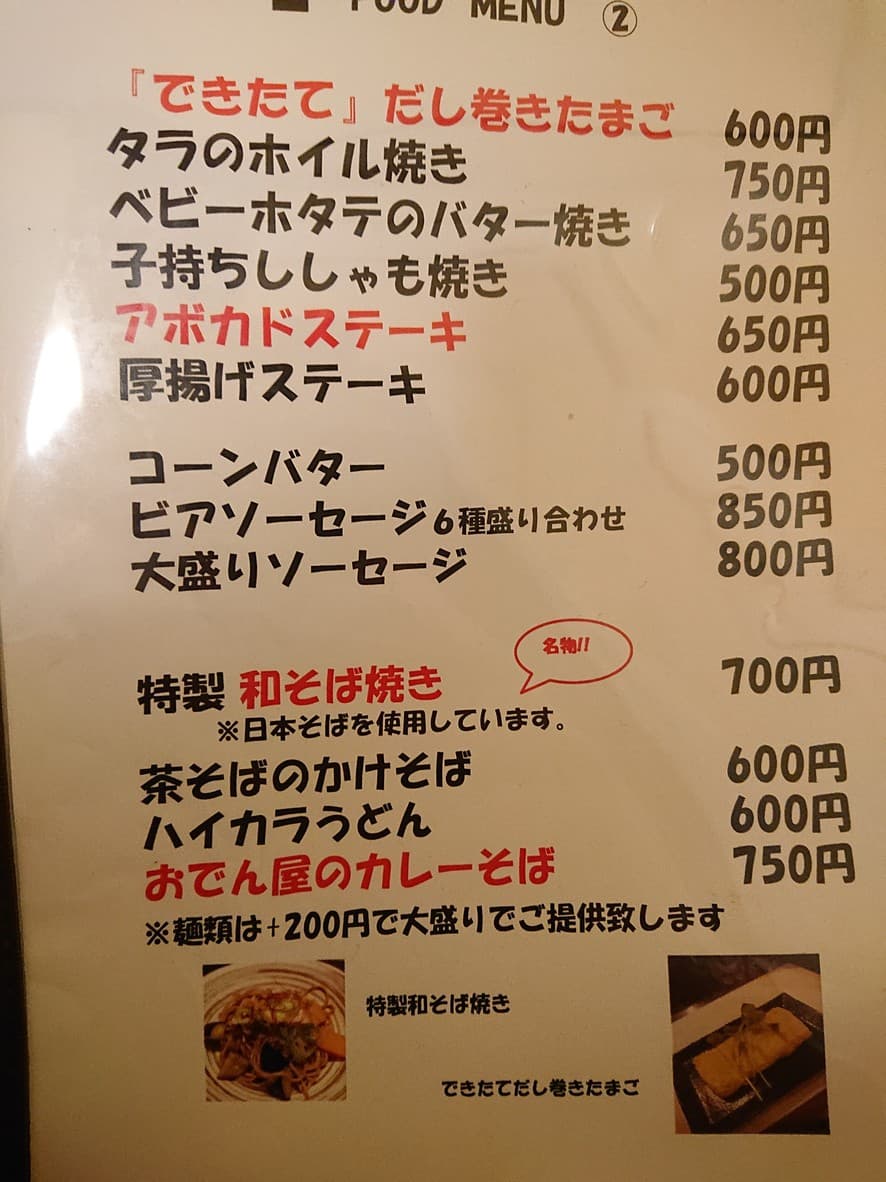 FOOD MENU ②
『できたて』だし巻きたまご 600円
タラのホイル焼き 750円
ベビーホタテのバター焼き 650円
子持ちししゃも焼き 500円
アボカドステーキ 650円
厚揚げステーキ 600円
コーンバター 500円
ビアソーセージ6種盛り合わせ 850円
大盛りソーセージ 800円
名物!!
特製 和そば焼き 700円
※日本そばを使用しています。
茶そばのかけそば 600円
ハイカラうどん 600円
おでん屋のカレーそば 750円
※麺類は+200円で大盛りでご提供致します
特製和そば焼き
できたてだし巻きたまご